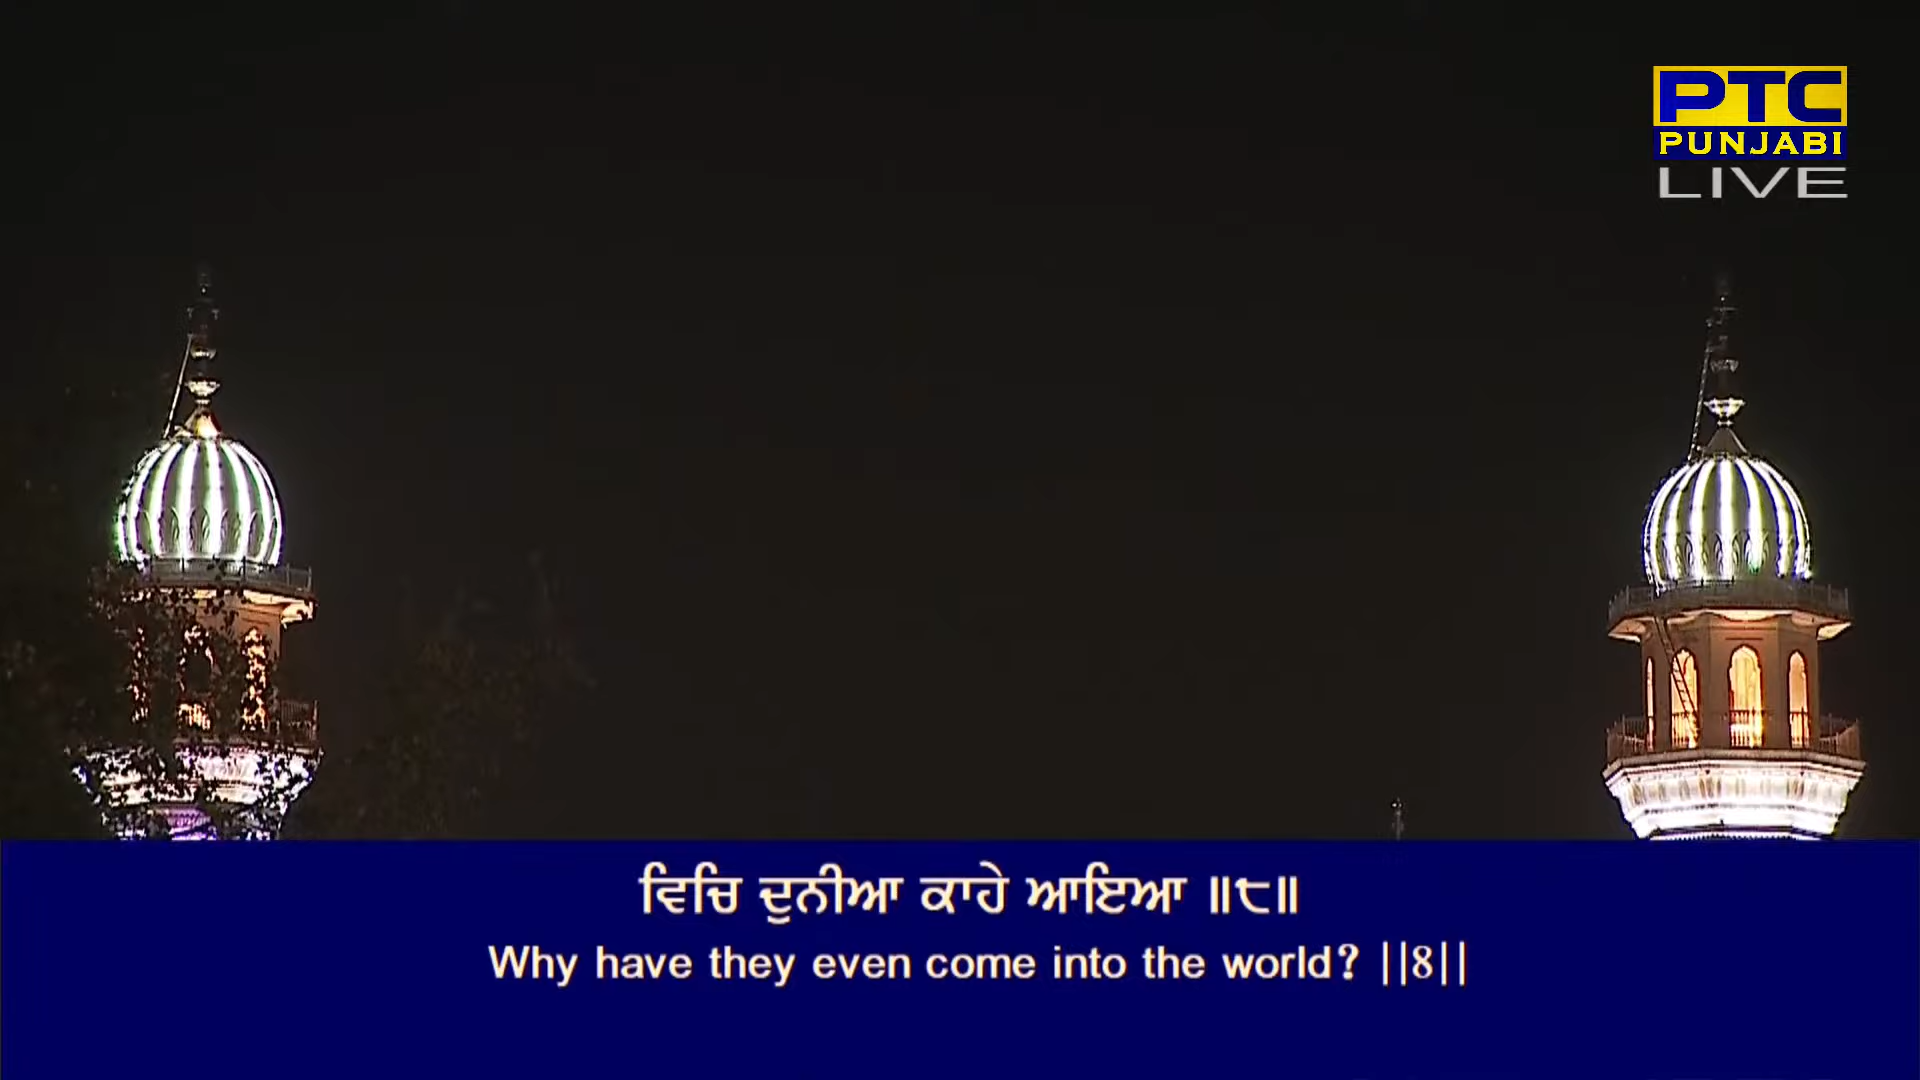 PTC
PUNJABI
LIVE
ਵਿਚਿ ਦੁਨੀਆ ਕਾਹੇ ਆਇਆ ॥੮॥
Why have they even come into the world? ||8||